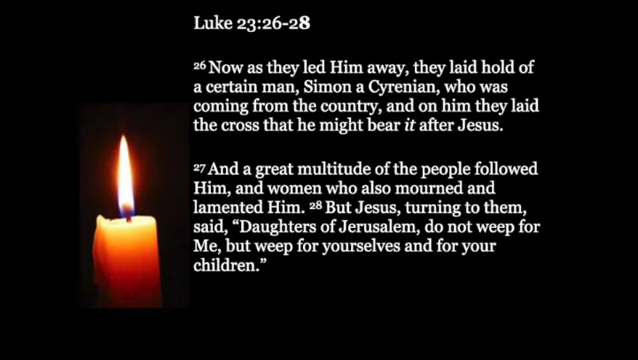 Luke 23:26-28
26 Now as they led Him away, they laid hold of
a certain man, Simon a Cyrenian, who was
coming from the country, and on him they laid
the cross that he might bear it after Jesus.
27 And a great multitude of the people followed
Him, and women who also mourned and
lamented Him. 28 But Jesus, turning to them,
said, “Daughters of Jerusalem, do not weep for
Me, but weep for yourselves and for your
children.”